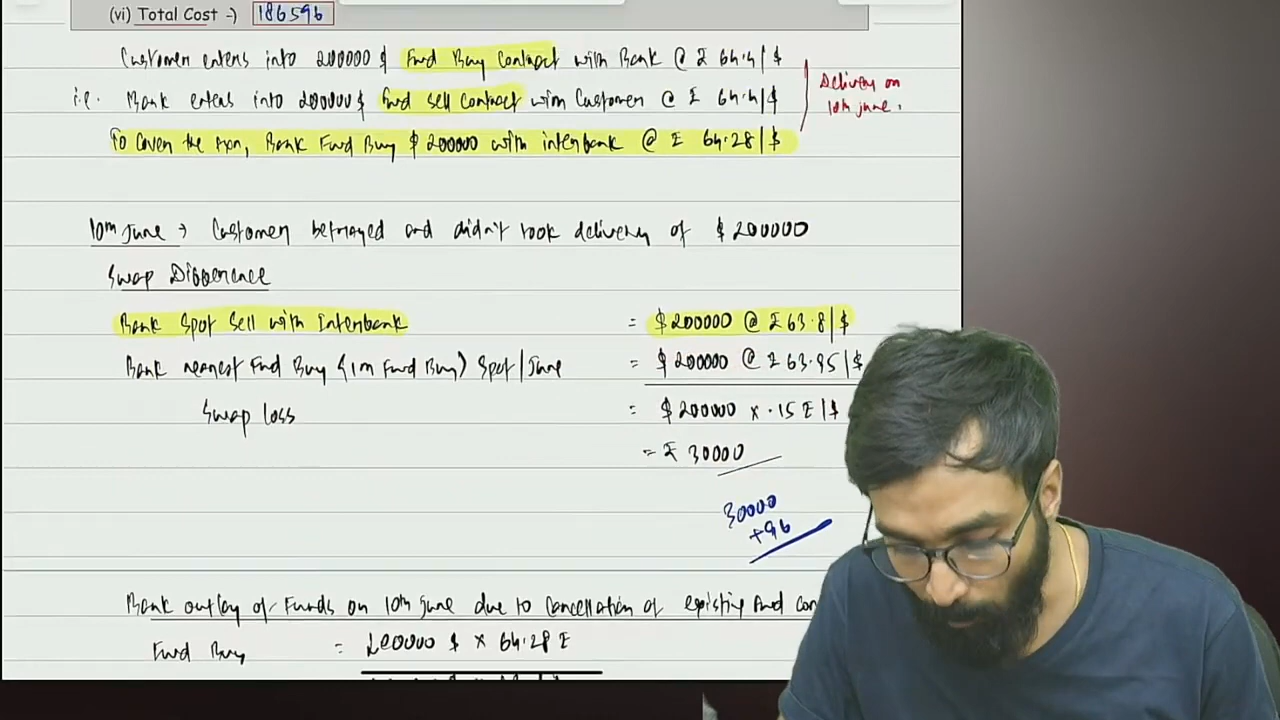 (vi) Total Cost -) 186596
Customer enters into 200000 $ Fwd Buy Contract with Bank @ ₹ 64.4/$
i.e. Bank enters into 200000$ Fwd sell contract with Customer @ ₹ 64.4/$
Delivery on
10th june.
To Cover the txn, Bank Fwd Buy $200000 with interbank @ ₹ 64.28/$
10th June → Customer betrayed and didn't took delivery of $200000
Swap Difference
Bank Spot Sell with Interbank = $200000 @ ₹63.8/$
Bank nearest Fwd Buy (1m Fwd Buy) Spot/June = $200000 @ ₹63.95/$
Swap loss = $200000 x .15₹/$
= ₹ 30000
30000
+96
Bank outlay of Funds on 10th june due to cancellation of existing Fwd Con
Fwd Buy = 200000 $ x 64.28₹